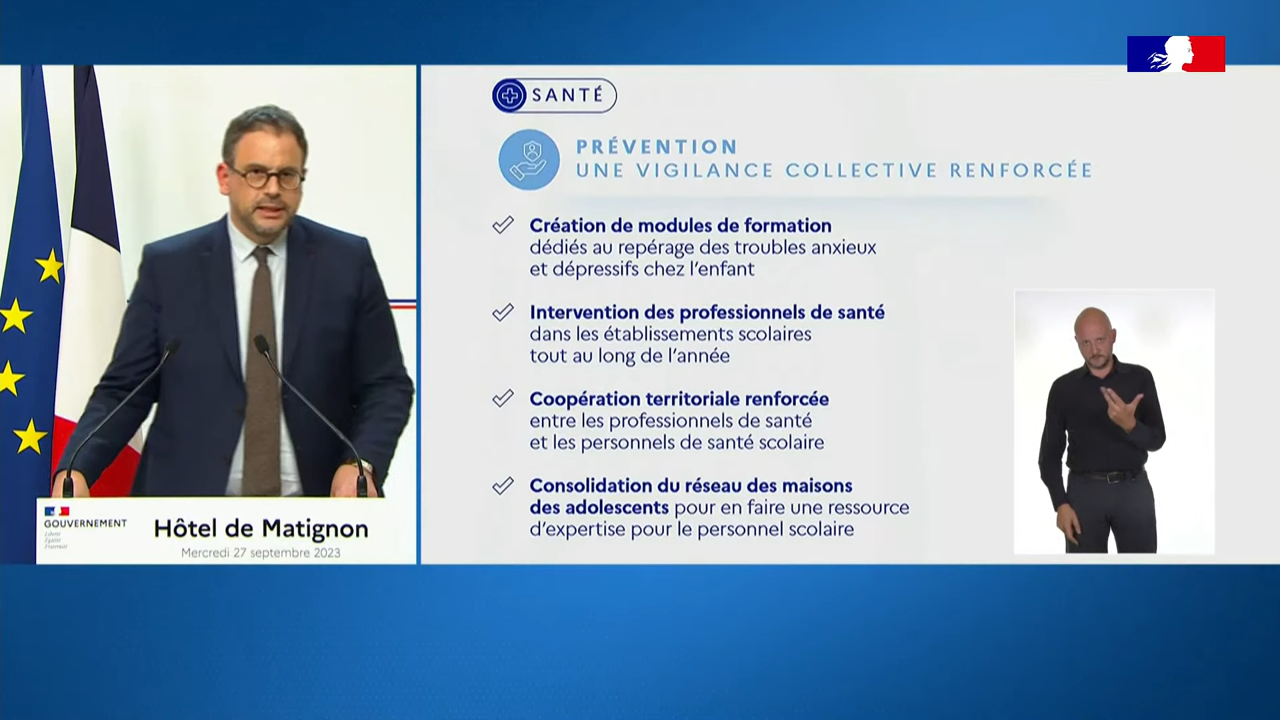 SANTÉ
PRÉVENTION
UNE VIGILANCE COLLECTIVE RENFORCÉE
Création de modules de formation
dédiés au repérage des troubles anxieux
et dépressifs chez l'enfant
Intervention des professionnels de santé
dans les établissements scolaires
tout au long de l'année
Coopération territoriale renforcée
entre les professionnels de santé
et les personnels de santé scolaire
Consolidation du réseau des maisons
des adolescents pour en faire une ressource
d'expertise pour le personnel scolaire
GOUVERNEMENT
Liberté
Égalité
Fraternité
Hôtel de Matignon
Mercredi 27 septembre 2023